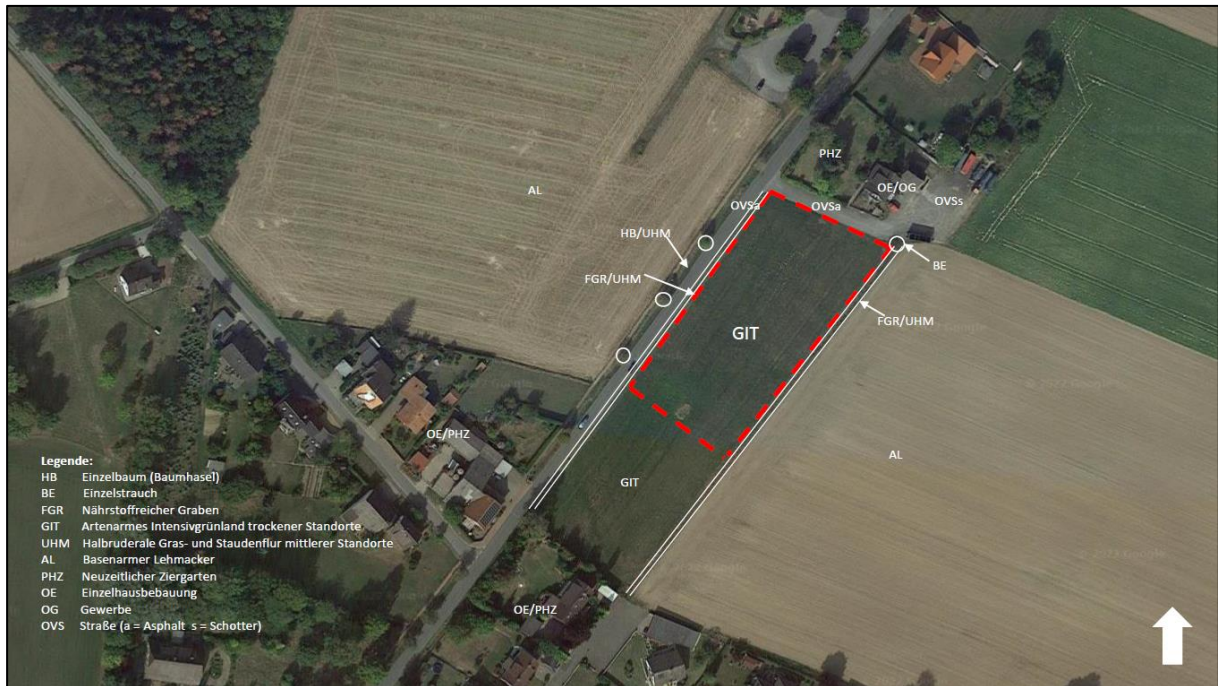 PHZ
AL
OE/OG
OVSs
OVSa
OVSa
HB/UHM
BE
FGR/UHM
FGR/UHM
GIT
OE/PHZ
AL
GIT
Legende:
HB Einzelbaum (Baumhasel)
BE Einzelstrauch
FGR Nährstoffreicher Graben
GIT Artenarmes Intensivgrünland trockener Standorte
UHM Halbruderale Gras- und Staudenflur mittlerer Standorte
AL Basenarmer Lehmacker
PHZ Neuzeitlicher Ziergarten
OE Einzelhausbebauung
OG Gewerbe
OVS Straße (a = Asphalt s = Schotter)
OE/PHZ